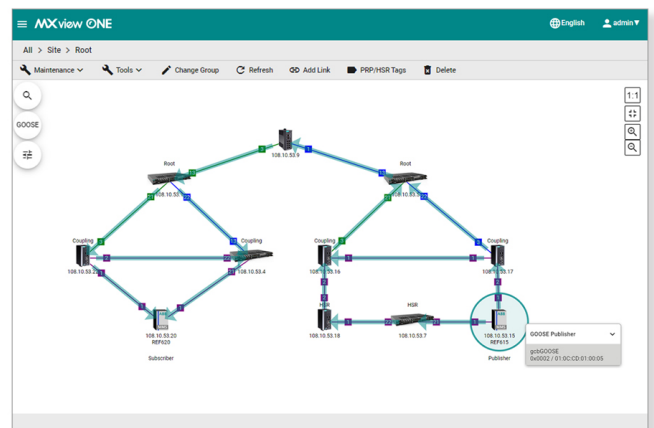 MXview ONE
English
admin
All > Site > Root
Maintenance
Tools
Change Group
Refresh
Add Link
PRP/HSR Tags
Delete
1:1
GOOSE
108.10.53.9
Root
Root
Coupling
Coupling
Coupling
Coupling
108.10.53.4
108.10.53.16
108.10.53.17
HSR
HSR
108.10.53.20
REF620
108.10.53.18
108.10.53.7
108.10.53.15
REF615
Subscriber
Publisher
GOOSE Publisher
gcbGOOSE
0x0002 / 01:0C:CD:01:00:05